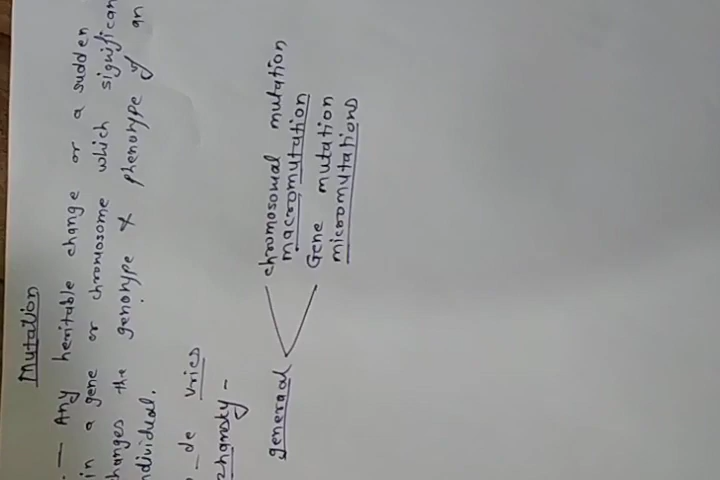 Mutation
— Any heritable change or a sudden
in a gene or chromosome which significan
changes the genotype & phenotype of an
individual.
- de vries
zhansky -
general
chromosomal mutation
macromutation
Gene mutation
micromutations